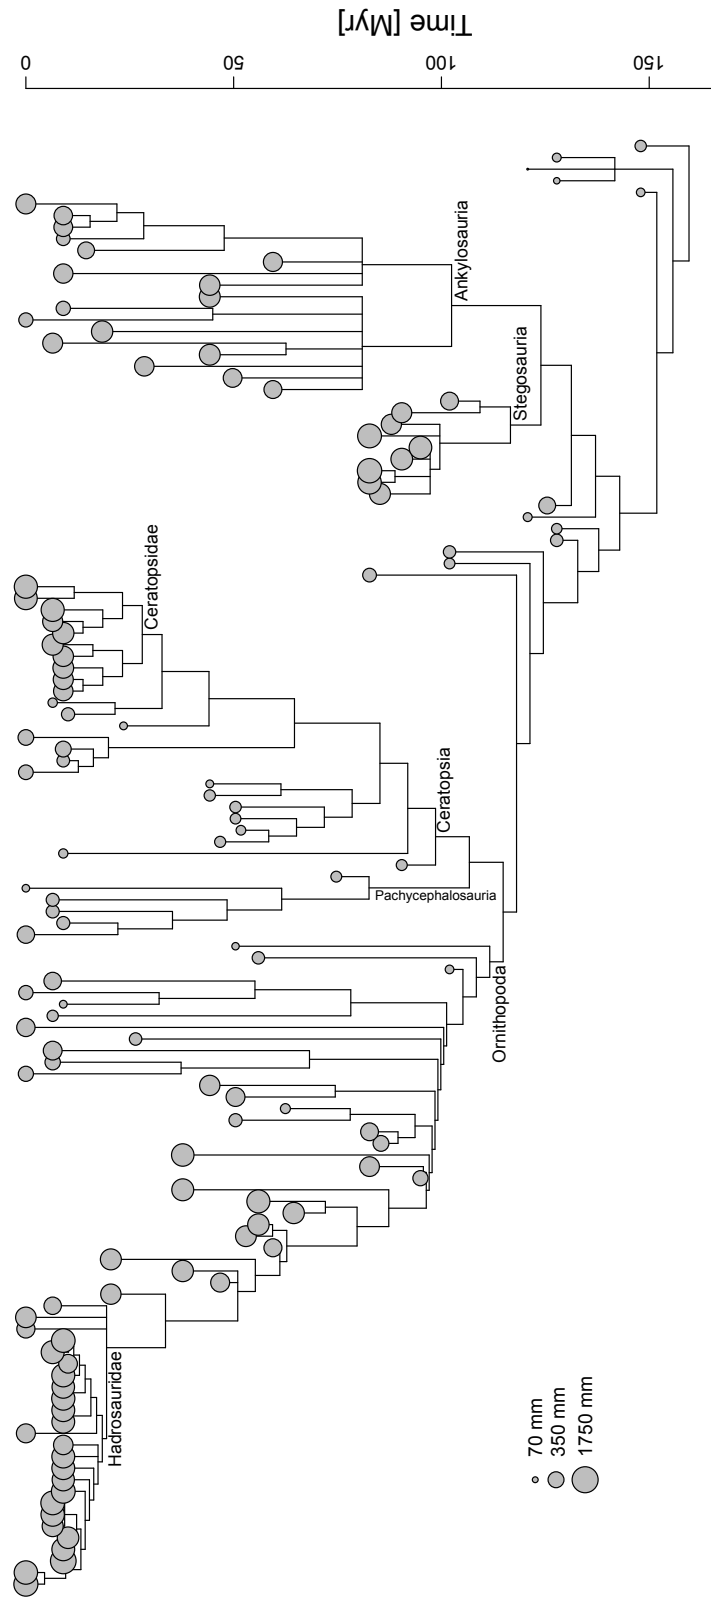 Time [Myr]
0
50
100
150
Ankylosauria
Stegosauria
Ceratopsidae
Ceratopsia
Pachycephalosauria
Ornithopoda
Hadrosauridae
70 mm
350 mm
1750 mm